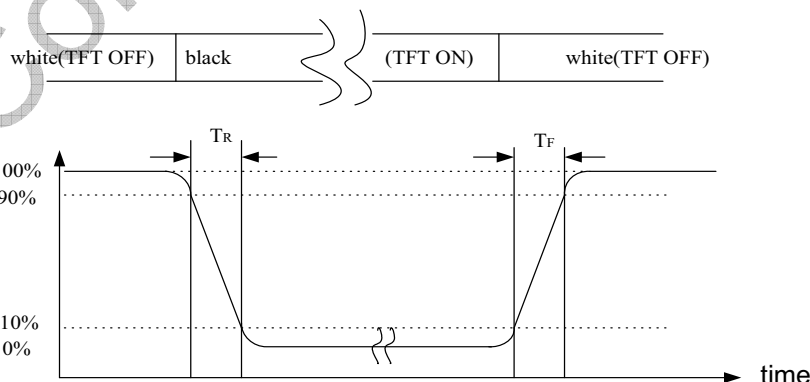 white(TFT OFF) black (TFT ON) white(TFT OFF)
TR TF
00%
90%
10%
0%
time